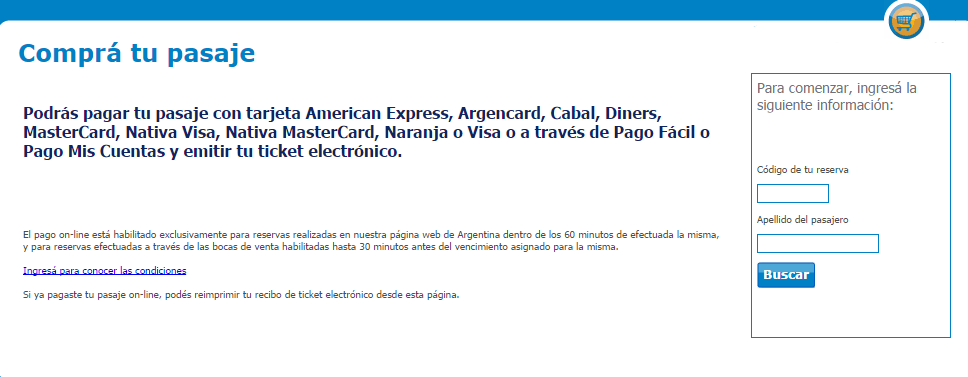 Comprá tu pasaje
Podrás pagar tu pasaje con tarjeta American Express, Argencard, Cabal, Diners,
MasterCard, Nativa Visa, Nativa MasterCard, Naranja o Visa o a través de Pago Fácil o
Pago Mis Cuentas y emitir tu ticket electrónico.
El pago on-line está habilitado exclusivamente para reservas realizadas en nuestra página web de Argentina dentro de los 60 minutos de efectuada la misma,
y para reservas efectuadas a través de las bocas de venta habilitadas hasta 30 minutos antes del vencimiento asignado para la misma.
Ingresá para conocer las condiciones
Si ya pagaste tu pasaje on-line, podés reimprimir tu recibo de ticket electrónico desde esta página.
Para comenzar, ingresá la
siguiente información:
Código de tu reserva
Apellido del pasajero
Buscar